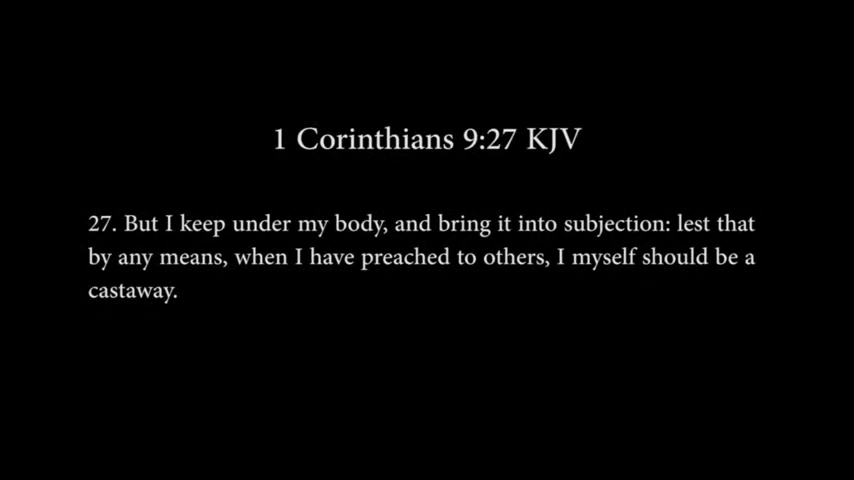 1 Corinthians 9:27 KJV
27. But I keep under my body, and bring it into subjection: lest that
by any means, when I have preached to others, I myself should be a
castaway.